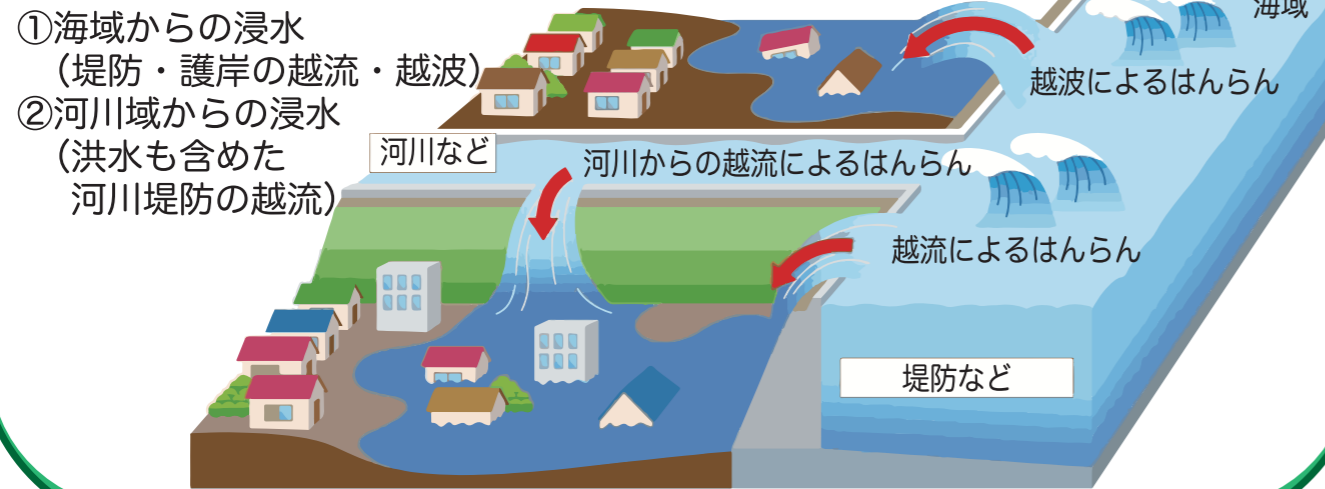 ①海域からの浸水
（堤防・護岸の越流・越波）
②河川域からの浸水
（洪水も含めた
河川堤防の越流）
海域
越波によるはんらん
河川など
河川からの越流によるはんらん
越流によるはんらん
堤防など